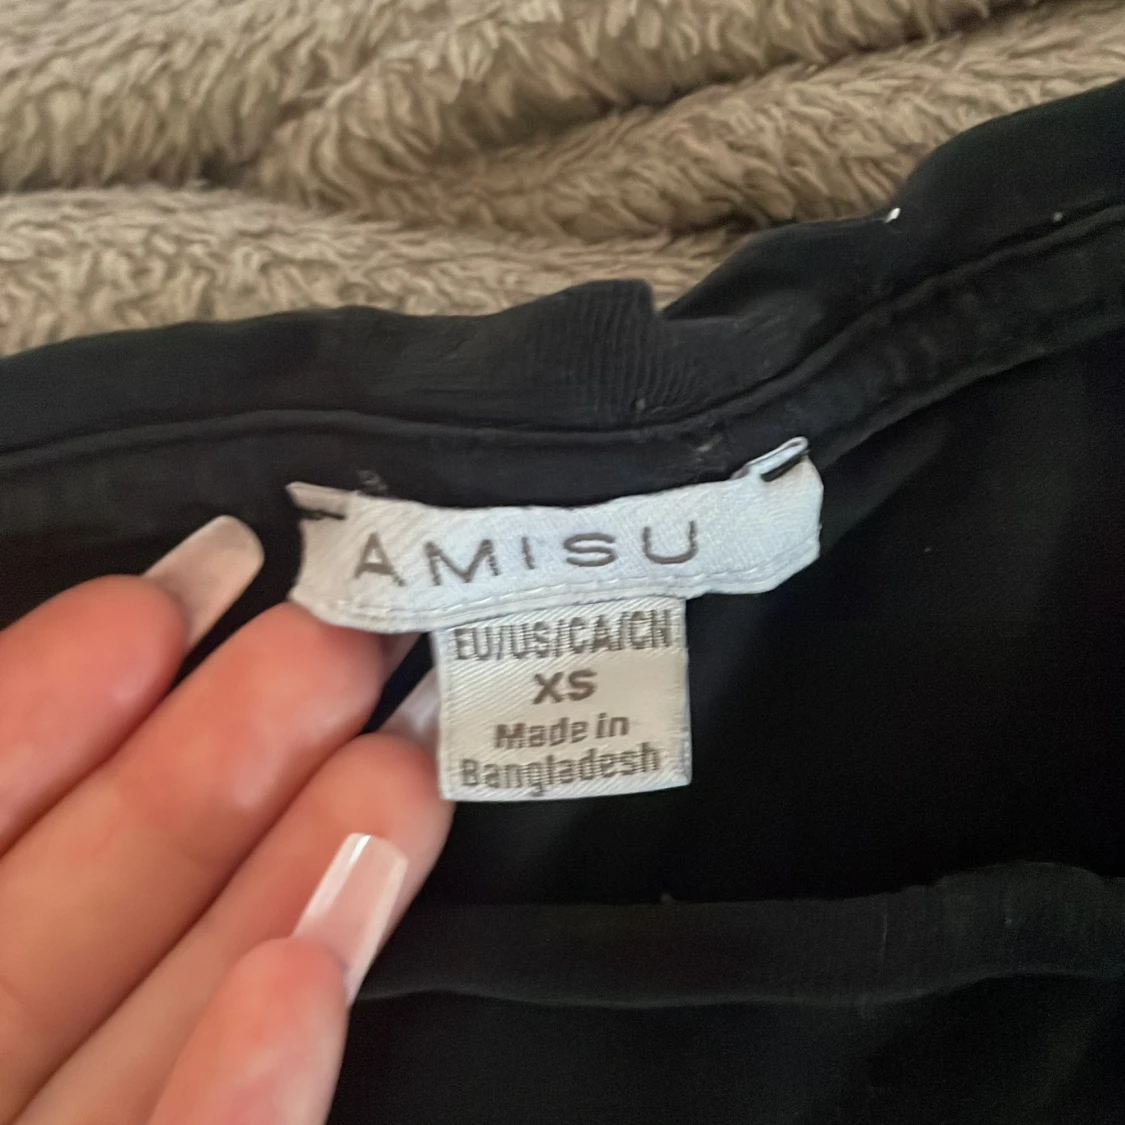 AMISU
EU/US/CA/CN
XS
Made in
Bangladesh